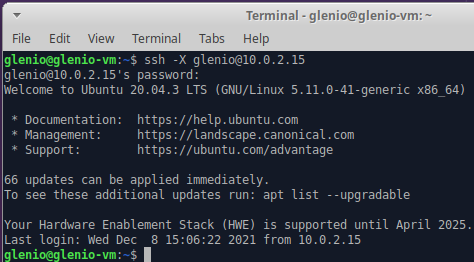 Terminal - glenio@glenio-vm: ~
File Edit View Terminal Tabs Help
glenio@glenio-vm:~$ ssh -X glenio@10.0.2.15
glenio@10.0.2.15's password:
Welcome to Ubuntu 20.04.3 LTS (GNU/Linux 5.11.0-41-generic x86_64)
* Documentation: https://help.ubuntu.com
* Management: https://landscape.canonical.com
* Support: https://ubuntu.com/advantage
66 updates can be applied immediately.
To see these additional updates run: apt list --upgradable
Your Hardware Enablement Stack (HWE) is supported until April 2025.
Last login: Wed Dec  8 15:06:22 2021 from 10.0.2.15
glenio@glenio-vm:~$